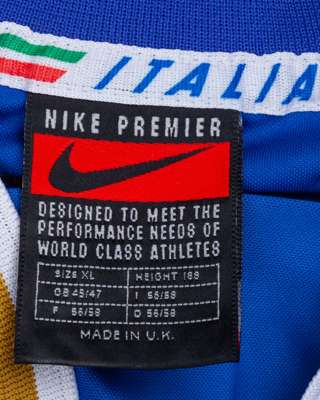 ITALIA
NIKE PREMIER
DESIGNED TO MEET THE
PERFORMANCE NEEDS OF
WORLD CLASS ATHLETES
SIZE XL HEIGHT 188
GB 45/47 I 56/58
F 56/58 D 56/58
MADE IN U.K.